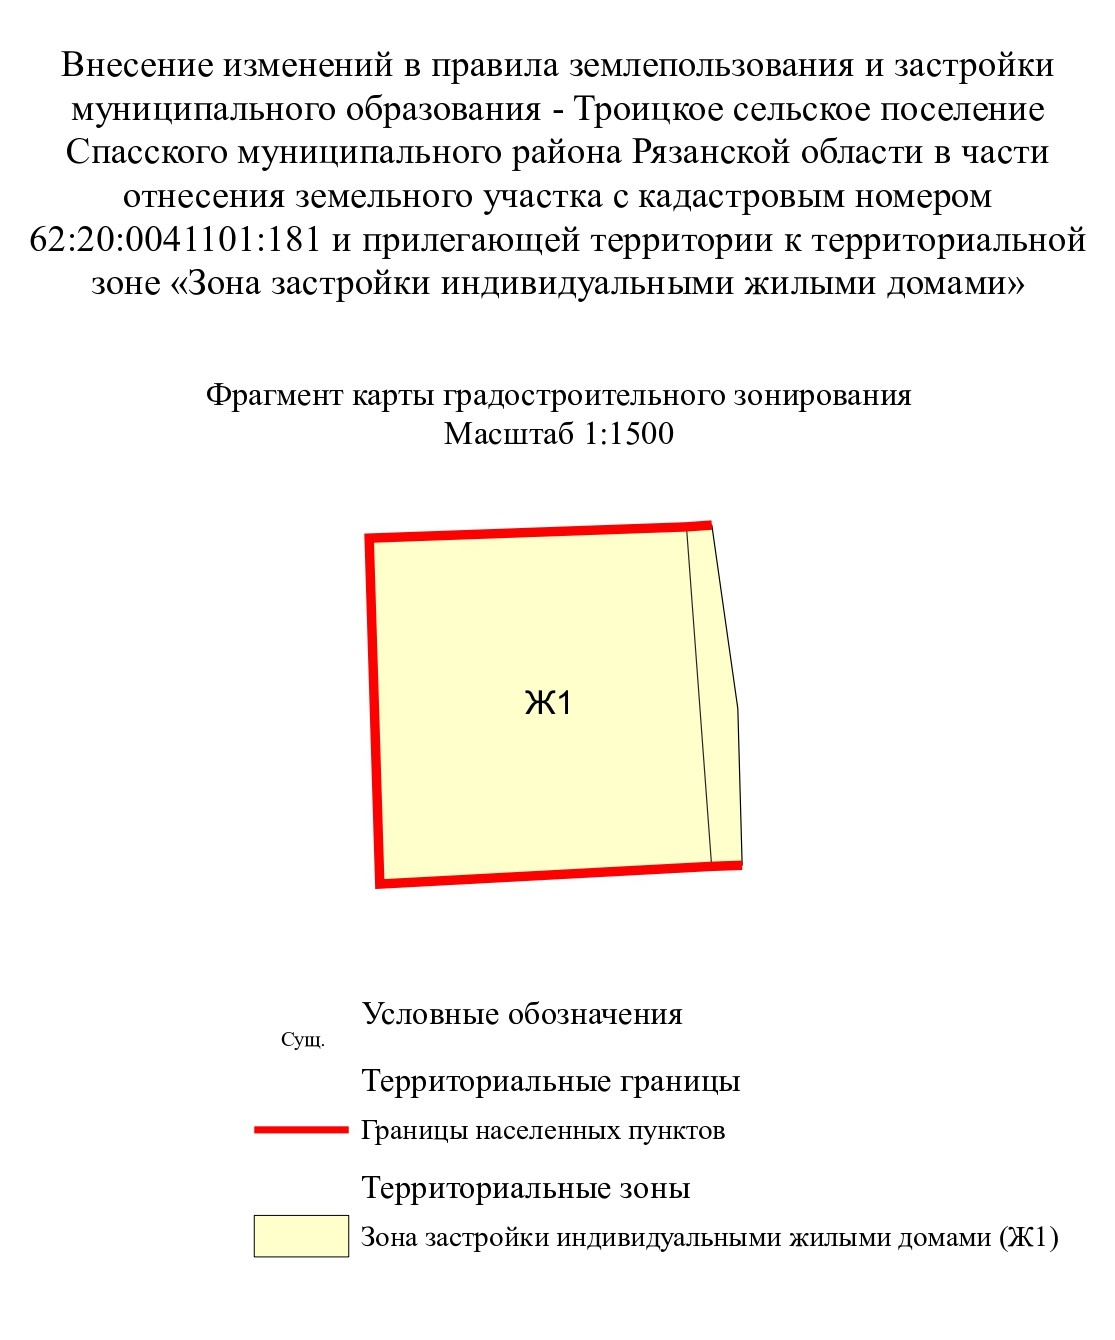 Внесение изменений в правила землепользования и застройки
муниципального образования - Троицкое сельское поселение
Спасского муниципального района Рязанской области в части
отнесения земельного участка с кадастровым номером
62:20:0041101:181 и прилегающей территории к территориальной
зоне «Зона застройки индивидуальными жилыми домами»
Фрагмент карты градостроительного зонирования
Масштаб 1:1500
Ж1
Условные обозначения
Сущ.
Территориальные границы
Границы населенных пунктов
Территориальные зоны
Зона застройки индивидуальными жилыми домами (Ж1)